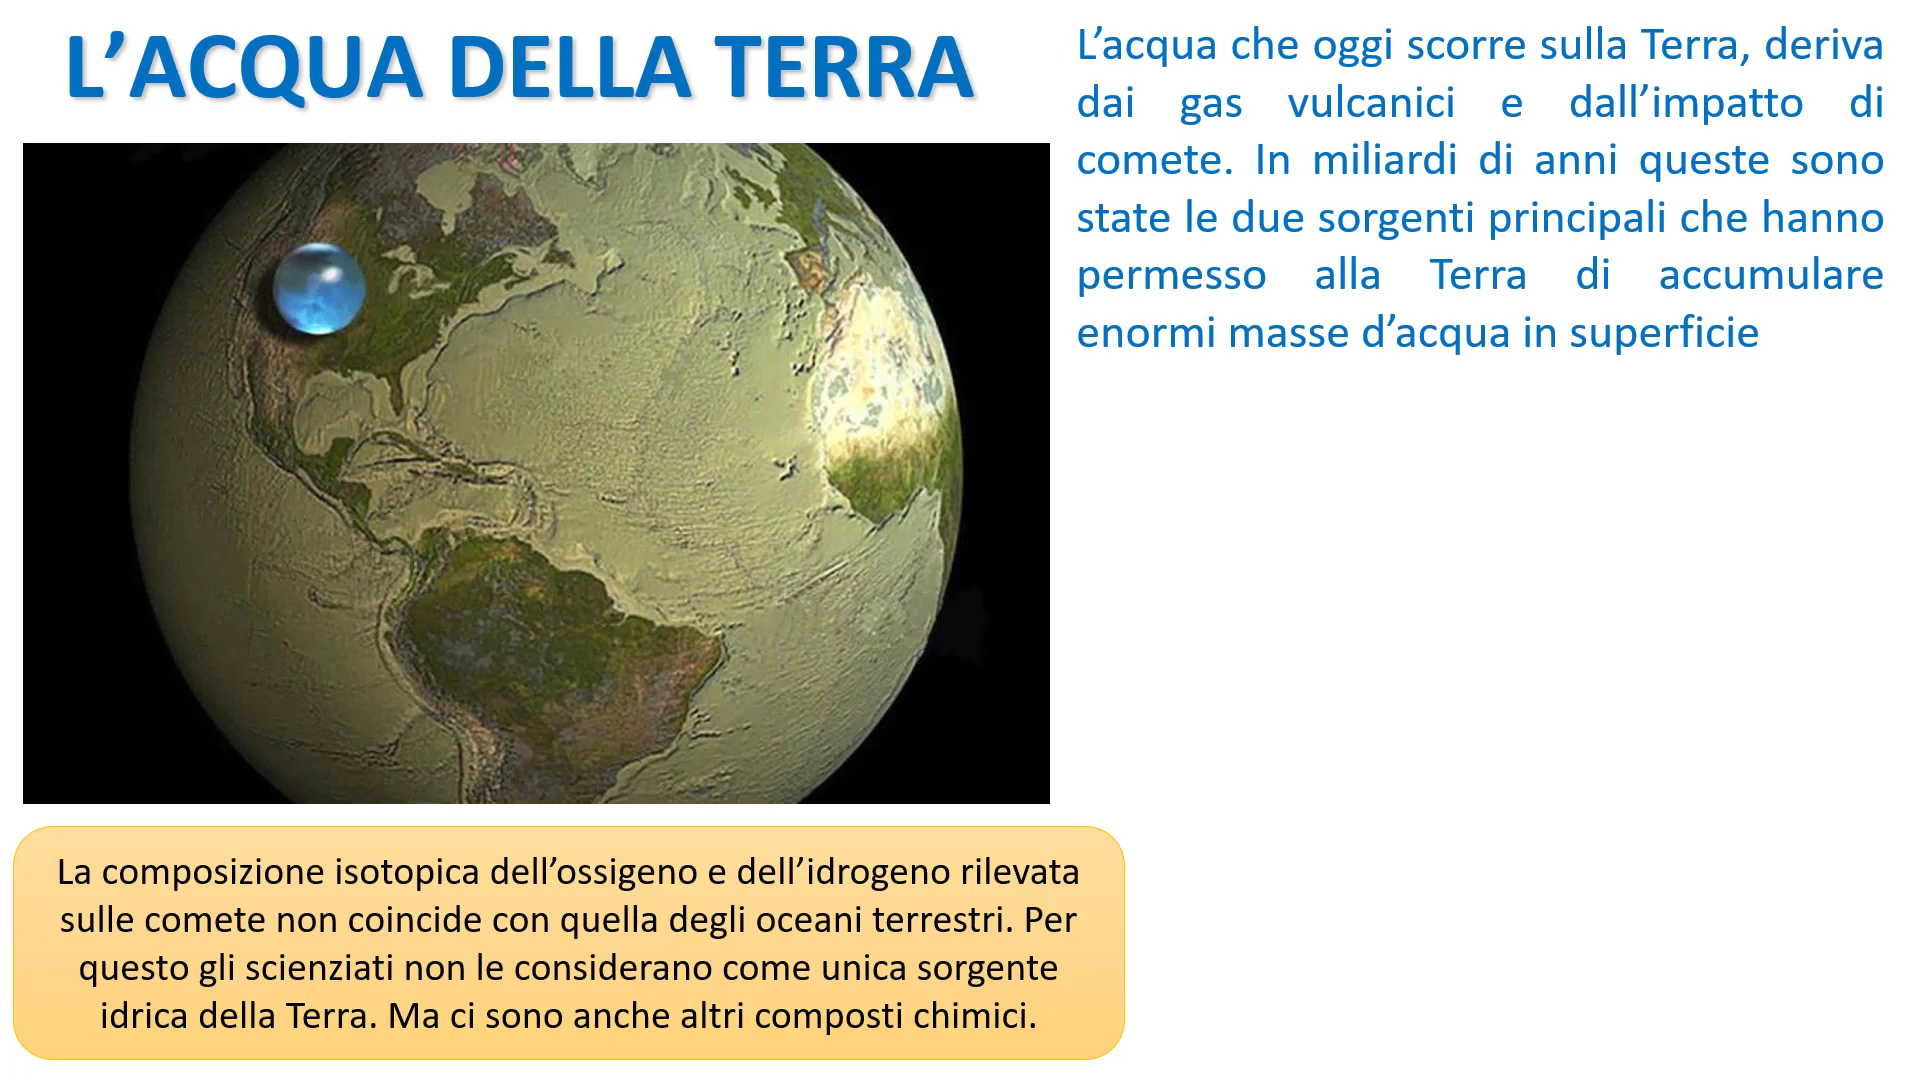 L’ACQUA DELLA TERRA
L’acqua che oggi scorre sulla Terra, deriva
dai gas vulcanici e dall’impatto di
comete. In miliardi di anni queste sono
state le due sorgenti principali che hanno
permesso alla Terra di accumulare
enormi masse d’acqua in superficie
La composizione isotopica dell’ossigeno e dell’idrogeno rilevata
sulle comete non coincide con quella degli oceani terrestri. Per
questo gli scienziati non le considerano come unica sorgente
idrica della Terra. Ma ci sono anche altri composti chimici.